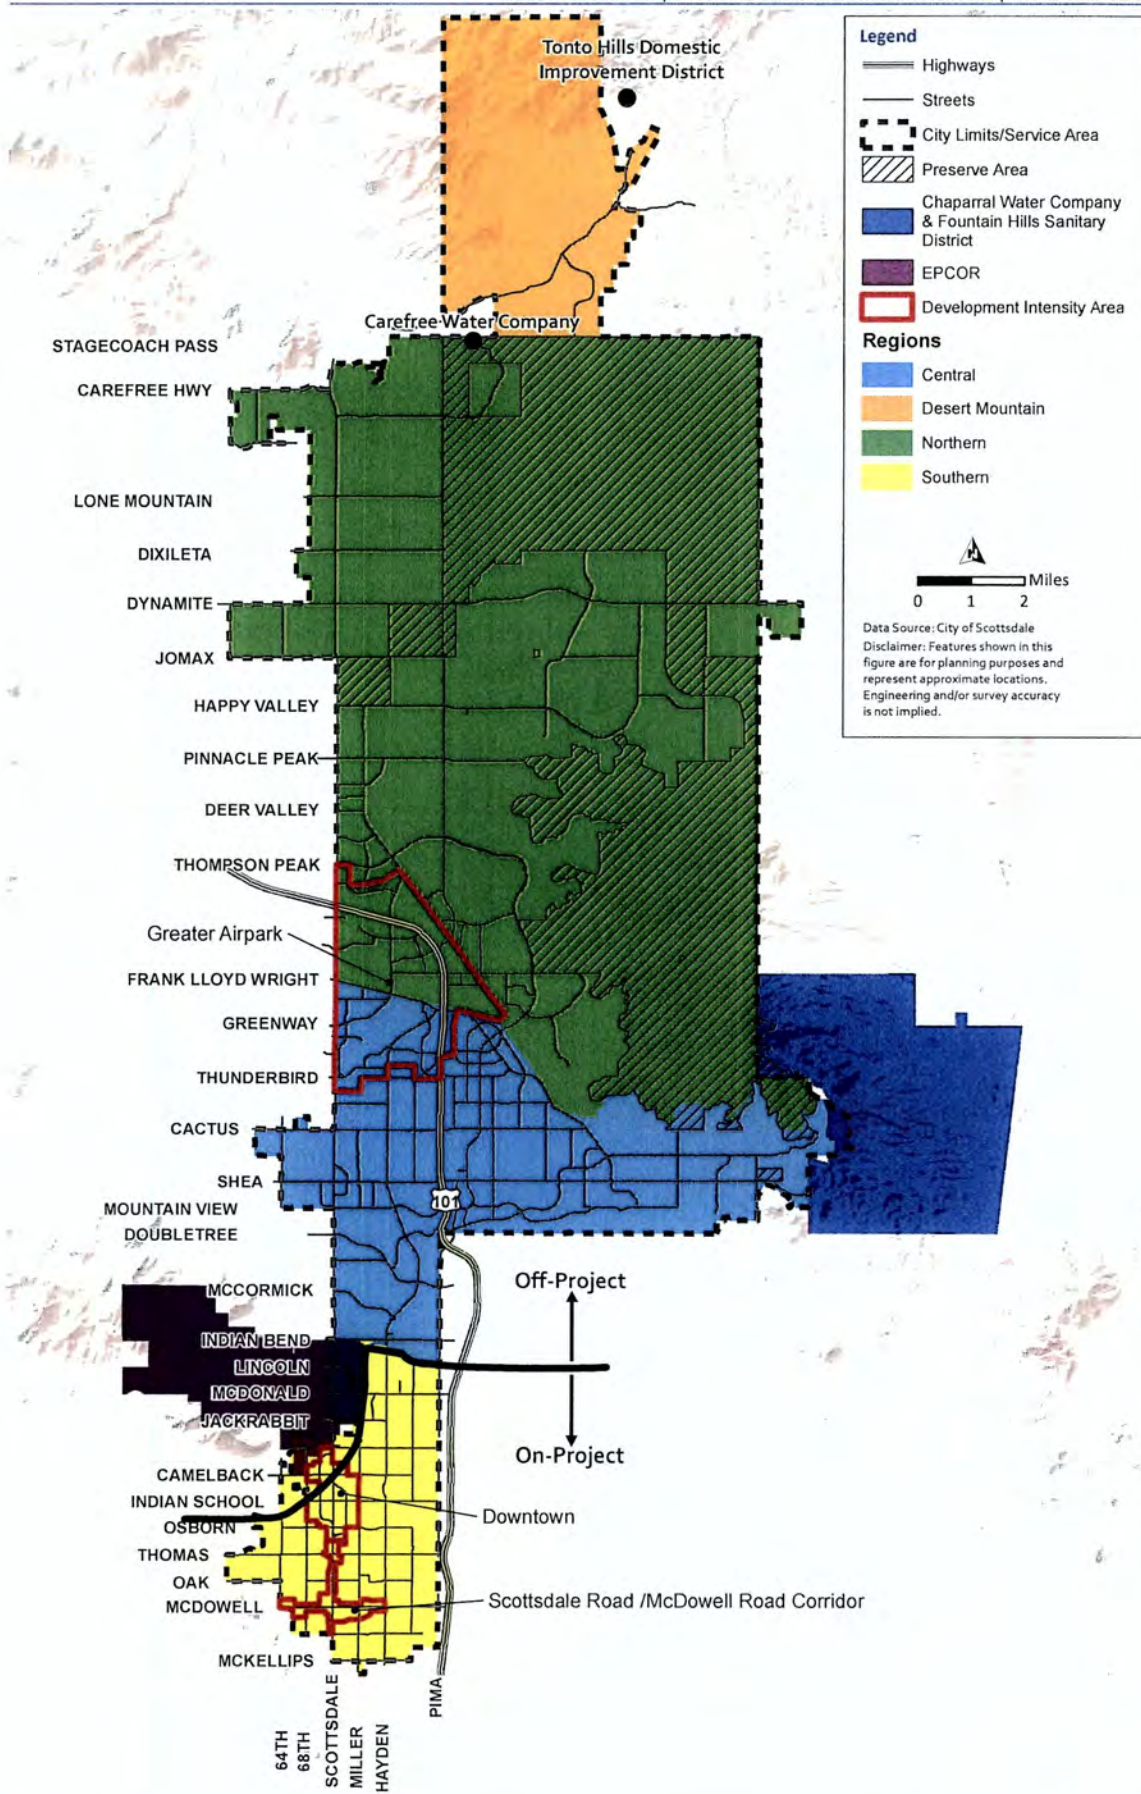 Tonto Hills Domestic
Improvement District
Carefree Water Company
STAGECOACH PASS
CAREFREE HWY
LONE MOUNTAIN
DIXILETA
DYNAMITE
JOMAX
HAPPY VALLEY
PINNACLE PEAK
DEER VALLEY
THOMPSON PEAK
Greater Airpark
FRANK LLOYD WRIGHT
GREENWAY
THUNDERBIRD
CACTUS
SHEA
101
MOUNTAIN VIEW
DOUBLETREE
Off-Project
MCCORMICK
INDIAN BEND
LINCOLN
MCDONALD
JACKRABBIT
On-Project
CAMELBACK
INDIAN SCHOOL
Downtown
OSBORN
THOMAS
OAK
MCDOWELL
Scottsdale Road /McDowell Road Corridor
MCKELLIPS
64TH
68TH
SCOTTSDALE
MILLER
HAYDEN
PIMA
Legend
Highways
Streets
City Limits/Service Area
Preserve Area
Chaparral Water Company
& Fountain Hills Sanitary
District
EPCOR
Development Intensity Area
Regions
Central
Desert Mountain
Northern
Southern
N
Miles
0 1 2
Data Source: City of Scottsdale
Disclaimer: Features shown in this
figure are for planning purposes and
represent approximate locations.
Engineering and/or survey accuracy
is not implied.